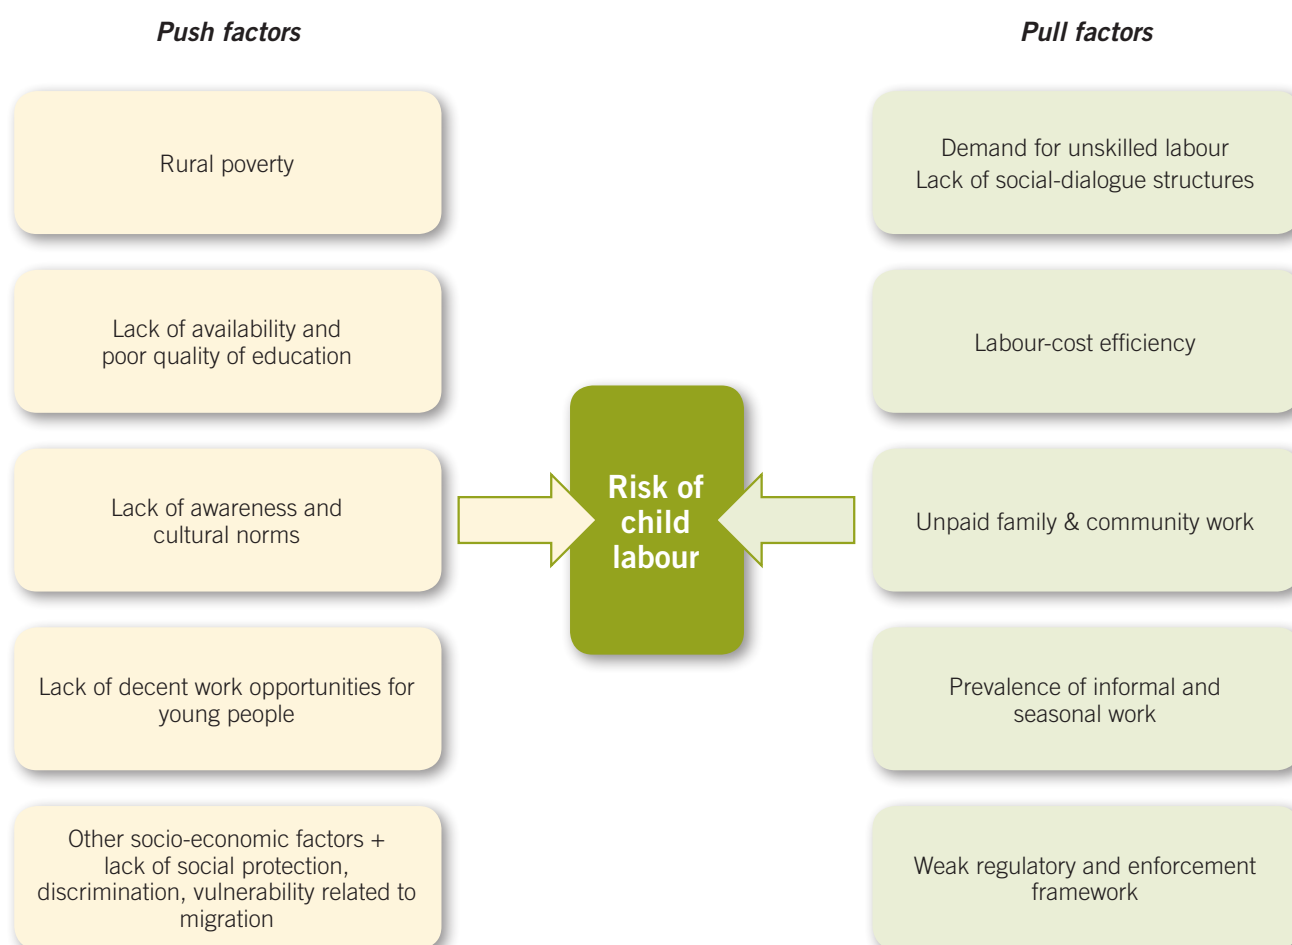 Push factors
Rural poverty
Lack of availability and
poor quality of education
Lack of awareness and
cultural norms
Lack of decent work opportunities for
young people
Other socio-economic factors +
lack of social protection,
discrimination, vulnerability related to
migration
Risk of
child
labour
Pull factors
Demand for unskilled labour
Lack of social-dialogue structures
Labour-cost efficiency
Unpaid family & community work
Prevalence of informal and
seasonal work
Weak regulatory and enforcement
framework